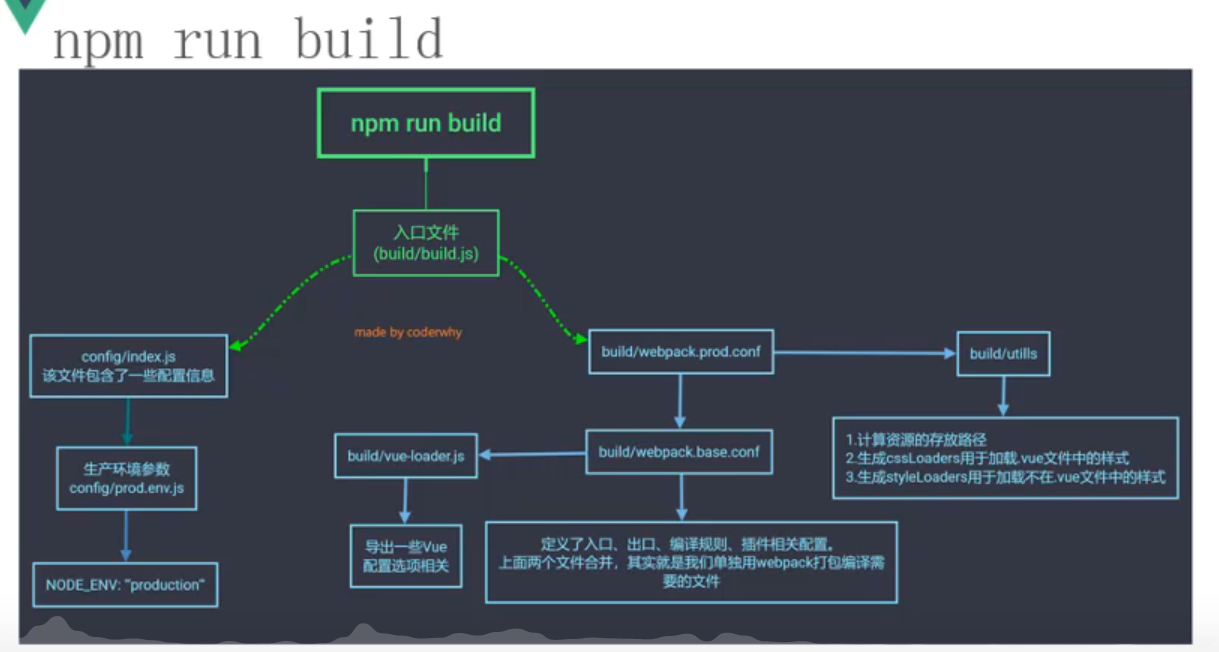 npm run build
npm run build
入口文件
(build/build.js)
made by coderwhy
config/index.js
该文件包含了一些配置信息
build/webpack.prod.conf
build/utills
生产环境参数
config/prod.env.js
build/vue-loader.js
build/webpack.base.conf
1.计算资源的存放路径
2.生成cssLoaders用于加载.vue文件中的样式
3.生成styleLoaders用于加载不在.vue文件中的样式
NODE_ENV: "production"
导出一些Vue
配置选项相关
定义了入口、出口、编译规则、插件相关配置。
上面两个文件合并，其实就是我们单独用webpack打包编译需
要的文件